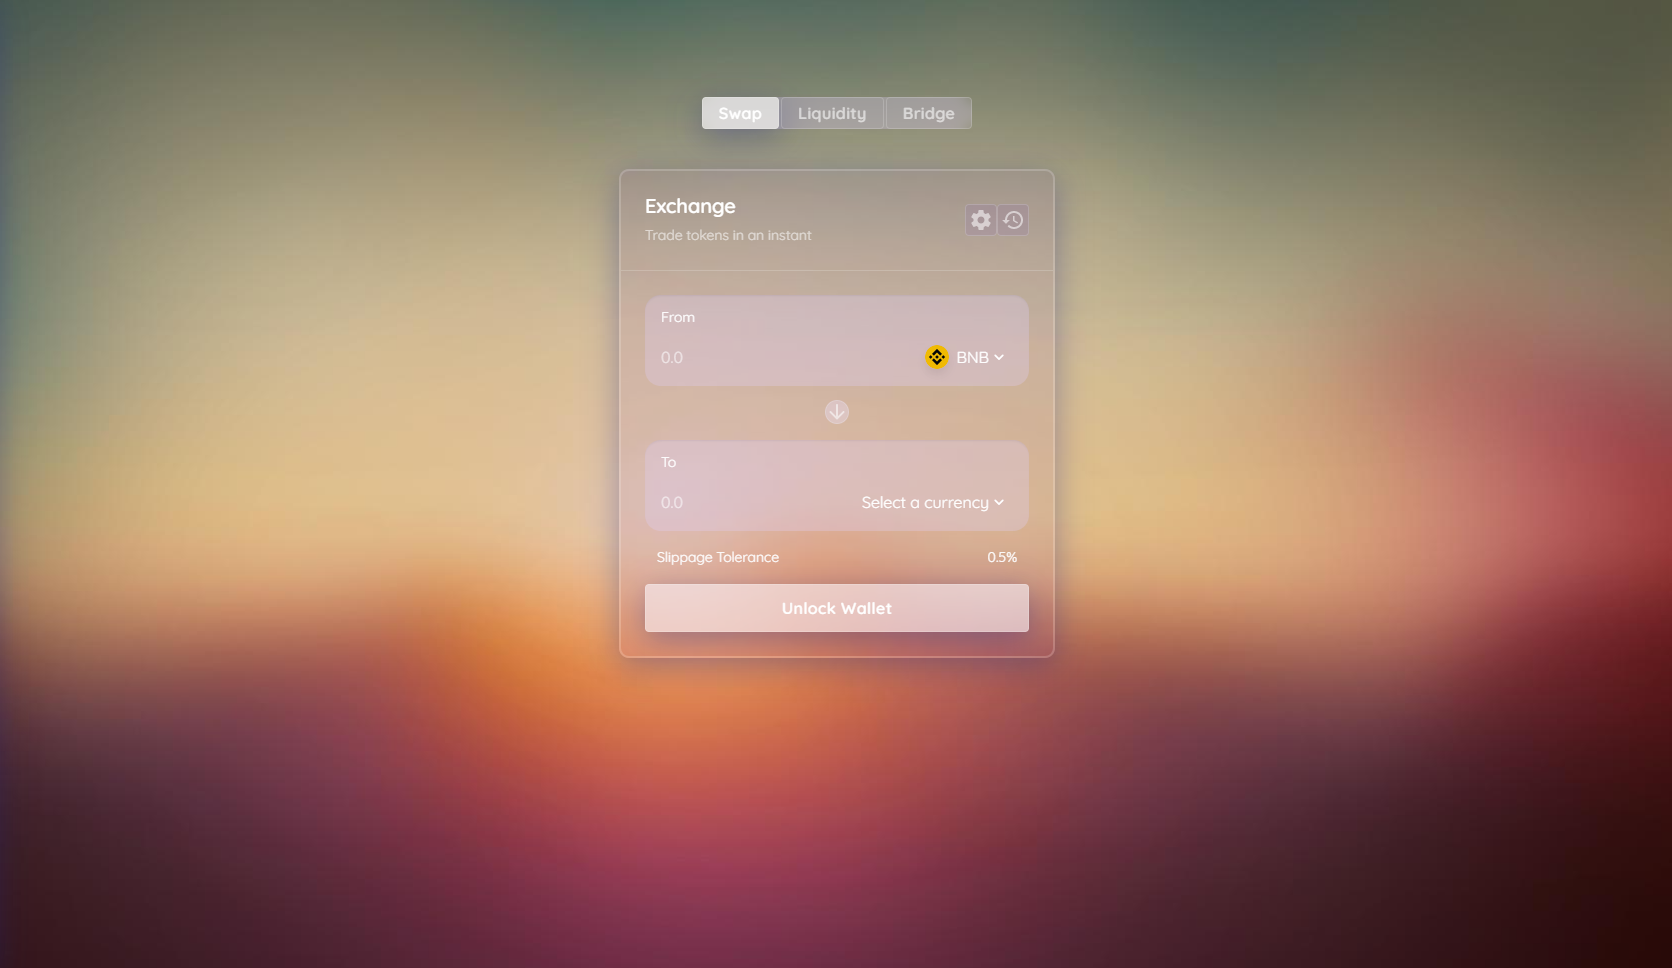 Swap Liquidity Bridge
Exchange
Trade tokens in an instant
From
0.0 BNB
To
0.0 Select a currency
Slippage Tolerance 0.5%
Unlock Wallet